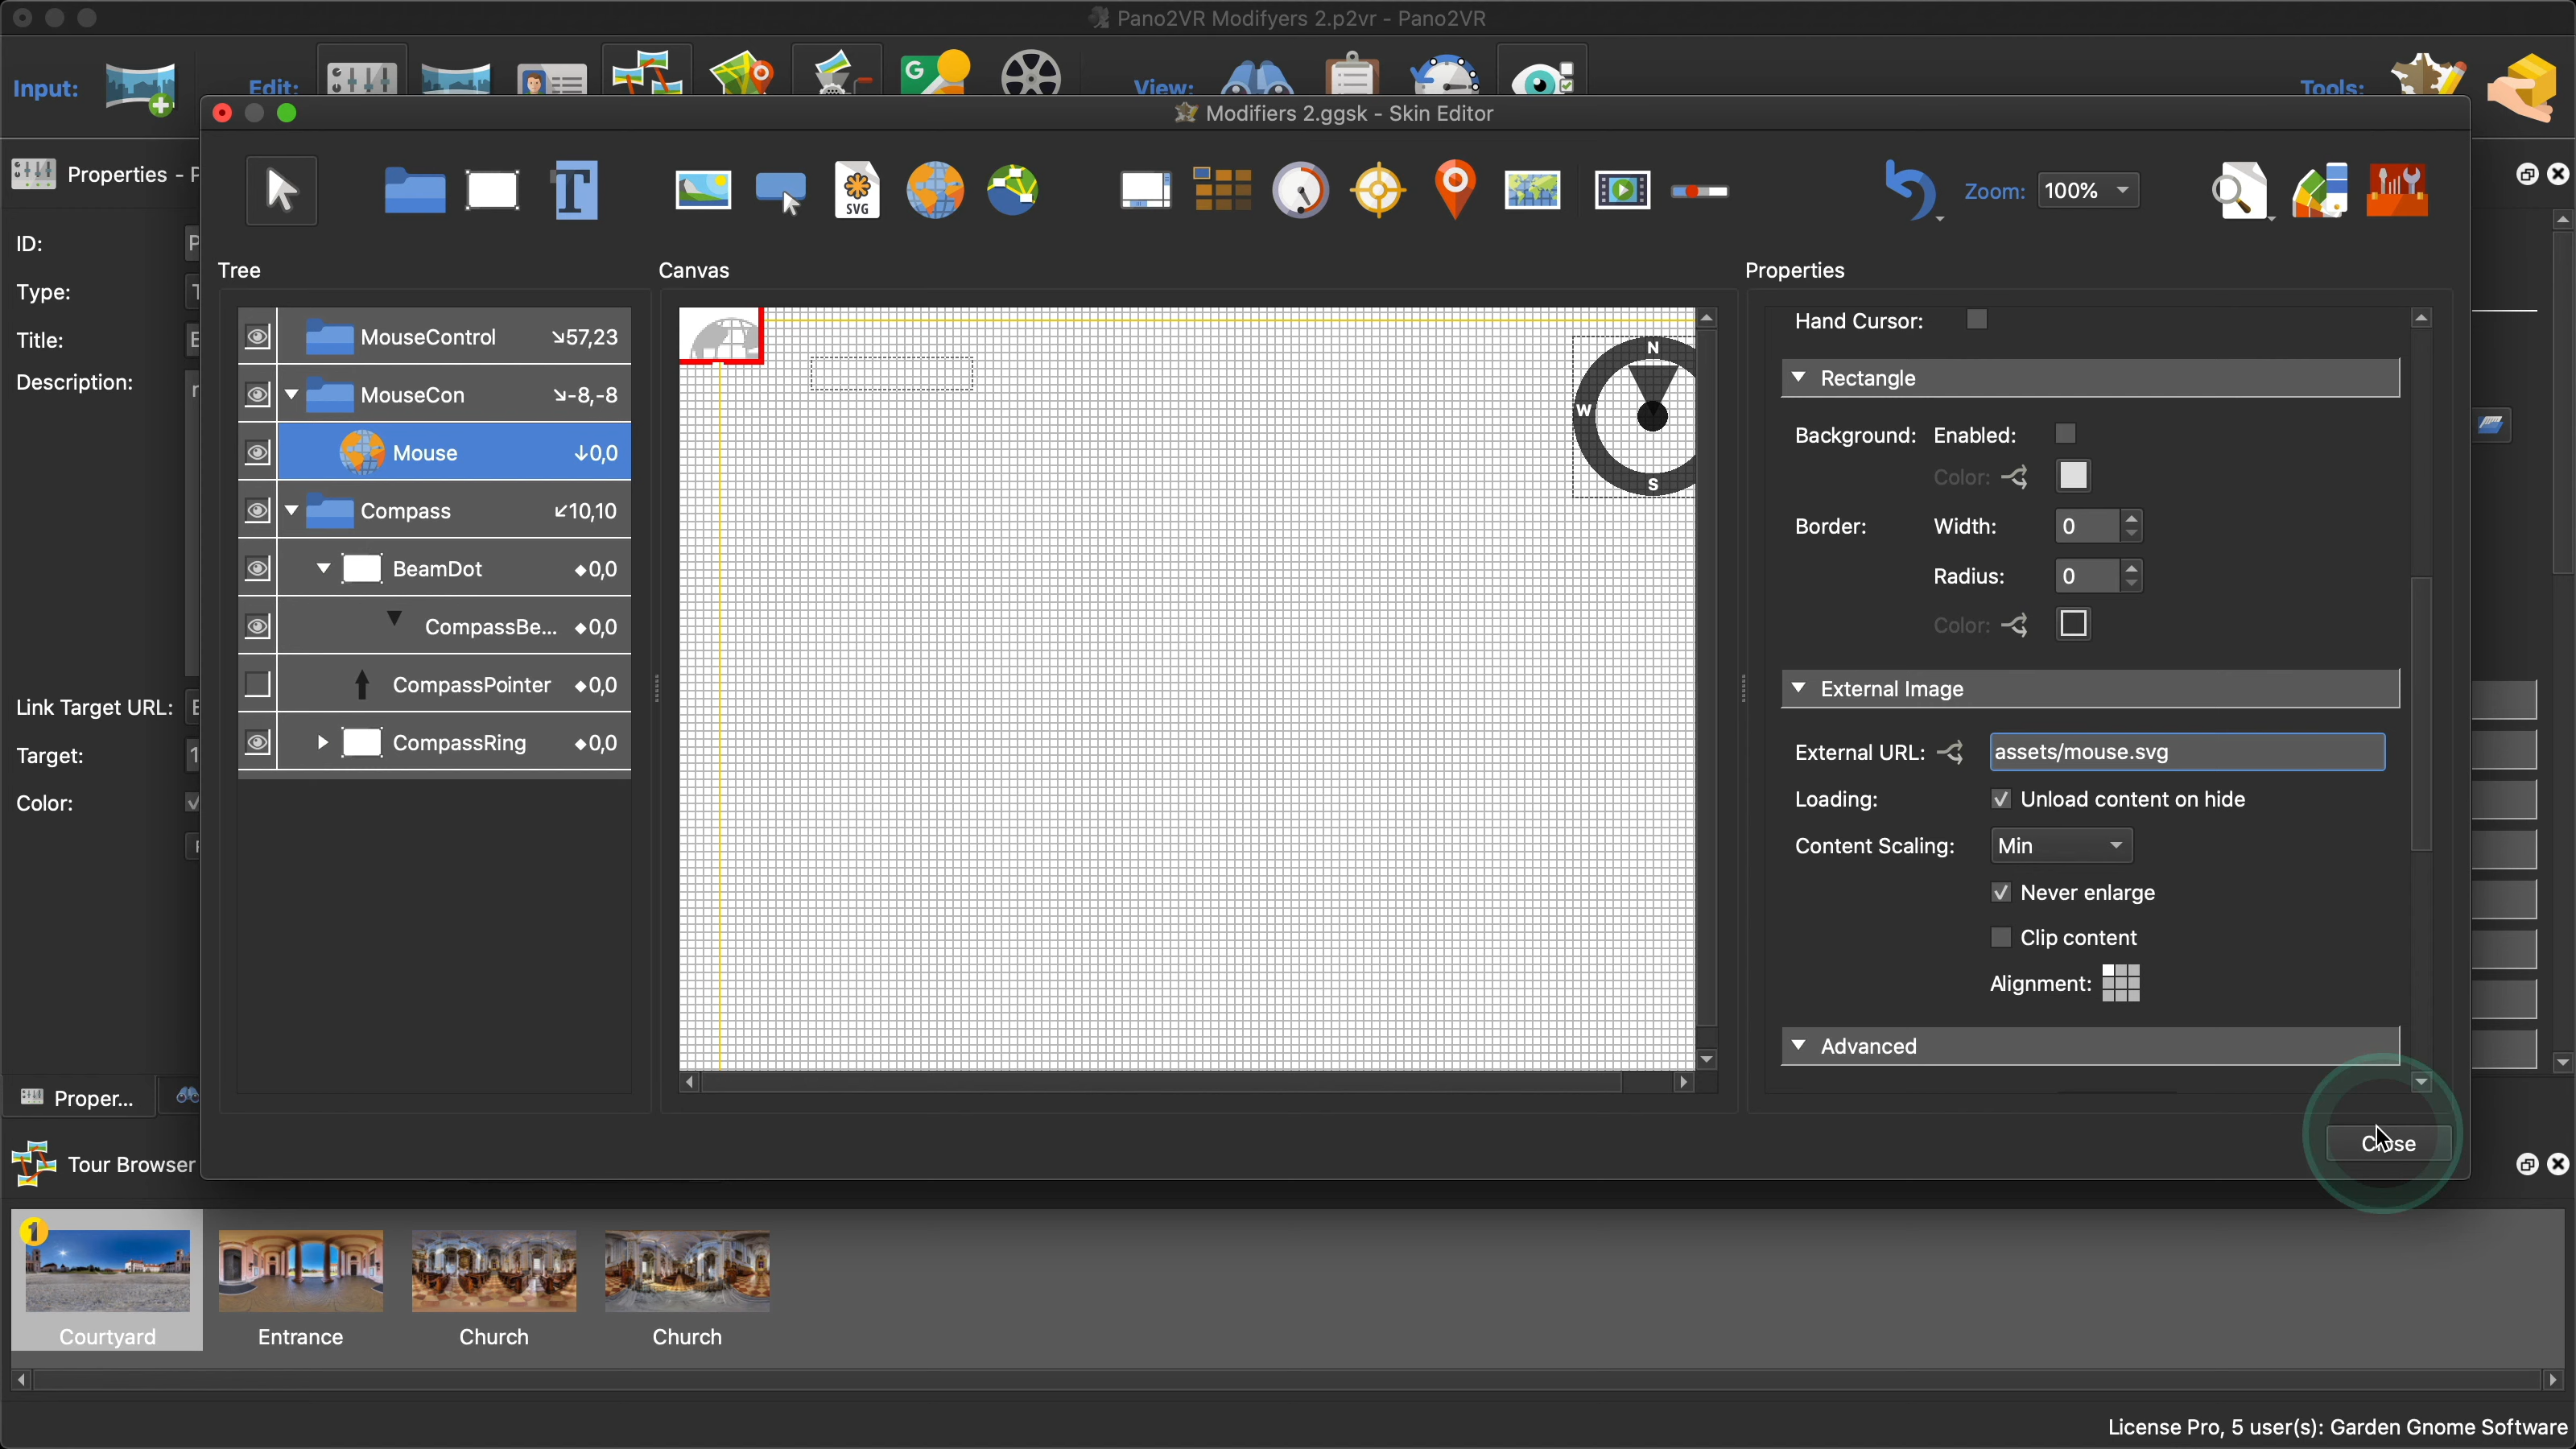 Pano2VR Modifyers 2.p2vr - Pano2VR
Input:
Edit:
View:
Tools:
Modifiers 2.ggsk - Skin Editor
Properties - P
SVG
Zoom:
100%
Tree
Canvas
Properties
ID:
Type:
Title:
Description:
Link Target URL:
Target:
Color:
MouseControl
57,23
MouseCon
-8,-8
Mouse
0,0
Compass
10,10
BeamDot
0,0
CompassBe...
0,0
CompassPointer
0,0
CompassRing
0,0
N
W
S
Hand Cursor:
Rectangle
Background:
Enabled:
Color:
Border:
Width:
0
Radius:
0
Color:
External Image
External URL:
assets/mouse.svg
Loading:
Unload content on hide
Content Scaling:
Min
Never enlarge
Clip content
Alignment:
Advanced
Proper...
Close
Tour Browser
1
Courtyard
Entrance
Church
Church
License Pro, 5 user(s): Garden Gnome Software